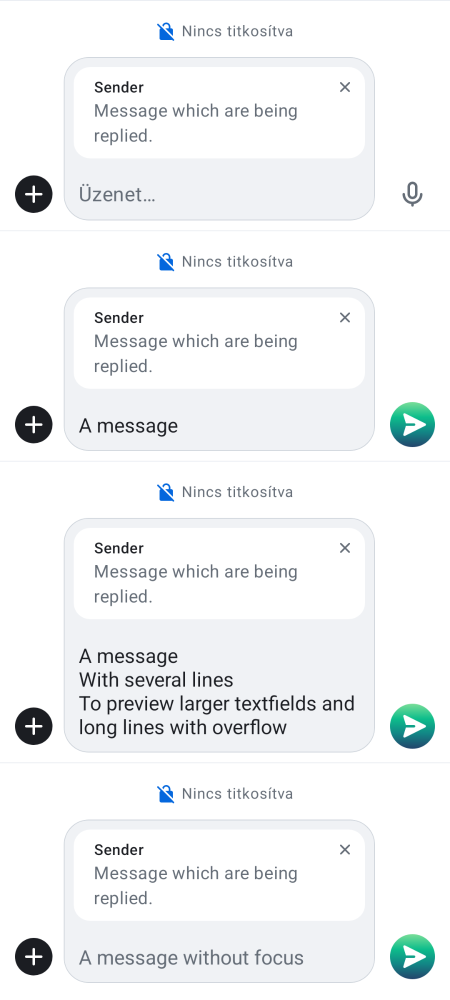 Nincs titkosítva
Sender
Message which are being
replied.
Üzenet…
Nincs titkosítva
Sender
Message which are being
replied.
A message
Nincs titkosítva
Sender
Message which are being
replied.
A message
With several lines
To preview larger textfields and
long lines with overflow
Nincs titkosítva
Sender
Message which are being
replied.
A message without focus